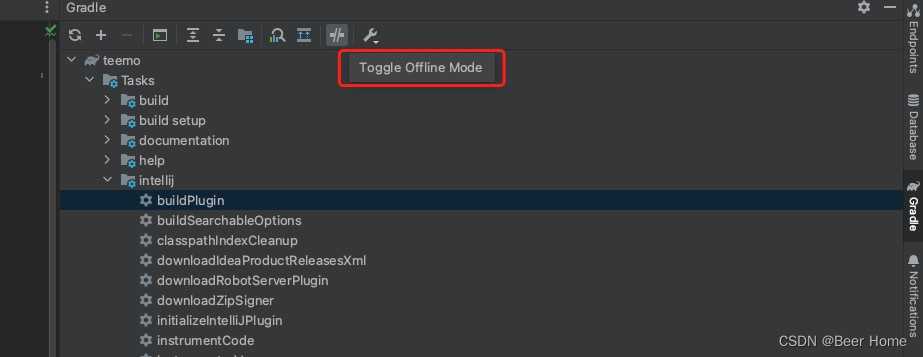 Gradle
Toggle Offline Mode
teemo
Tasks
build
build setup
documentation
help
intellij
buildPlugin
buildSearchableOptions
classpathIndexCleanup
downloadIdeaProductReleasesXml
downloadRobotServerPlugin
downloadZipSigner
initializeIntelliJPlugin
instrumentCode
Endpoints
Database
Gradle
Notifications
CSDN @Beer Home